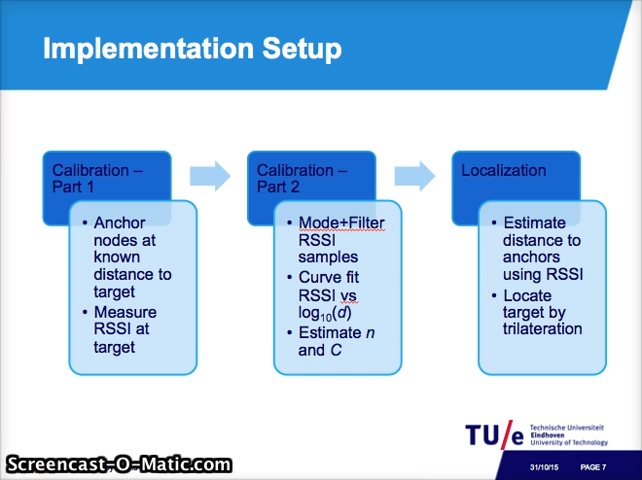 Implementation Setup
Calibration –
Part 1
• Anchor
nodes at
known
distance to
target
• Measure
RSSI at
target
Calibration –
Part 2
• Mode+Filter
RSSI
samples
• Curve fit
RSSI vs
log10(d)
• Estimate n
and C
Localization
• Estimate
distance to
anchors
using RSSI
• Locate
target by
trilateration
TU/e
Technische Universiteit
Eindhoven
University of Technology
Screencast-O-Matic.com
31/10/15
PAGE 7